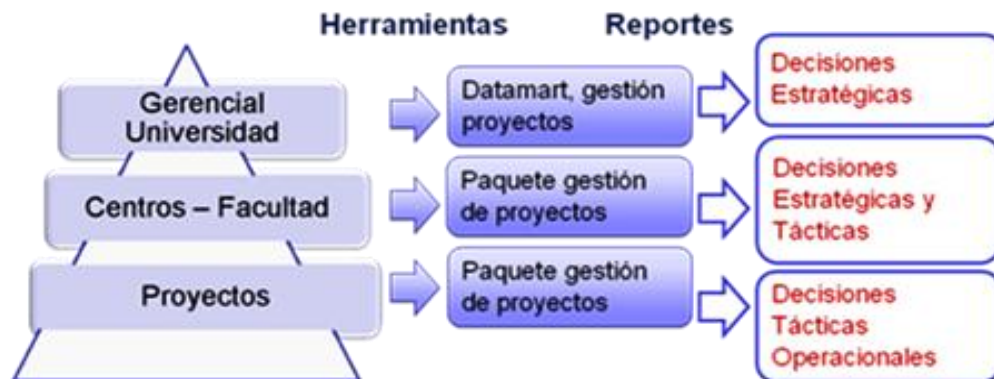 Herramientas
Reportes
Gerencial
Universidad
Datamart, gestión
proyectos
Decisiones
Estratégicas
Centros – Facultad
Paquete gestión
de proyectos
Decisiones
Estratégicas y
Tácticas
Proyectos
Paquete gestión
de proyectos
Decisiones
Tácticas
Operacionales